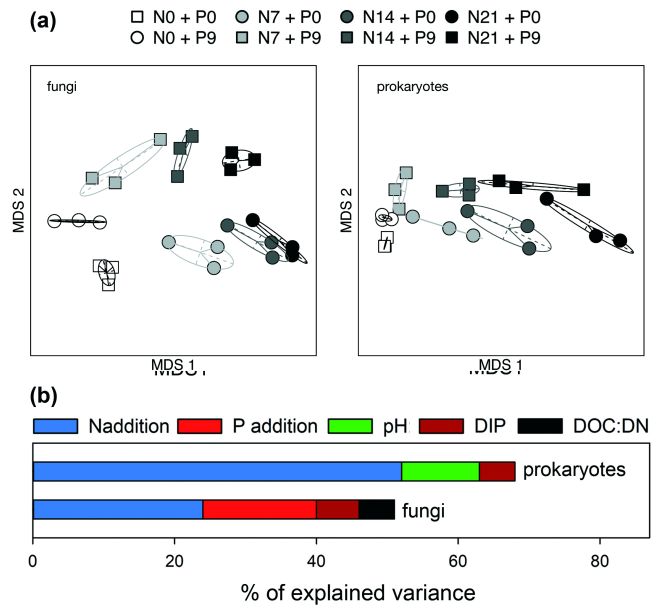 (a)
N0 + P0 N7 + P0 N14 + P0 N21 + P0
N0 + P9 N7 + P9 N14 + P9 N21 + P9
fungi prokaryotes
MDS 2 MDS 2
MDS 1 MDS 1
(b)
Naddition P addition pH DIP DOC:DN
prokaryotes
fungi
0 20 40 60 80
% of explained variance